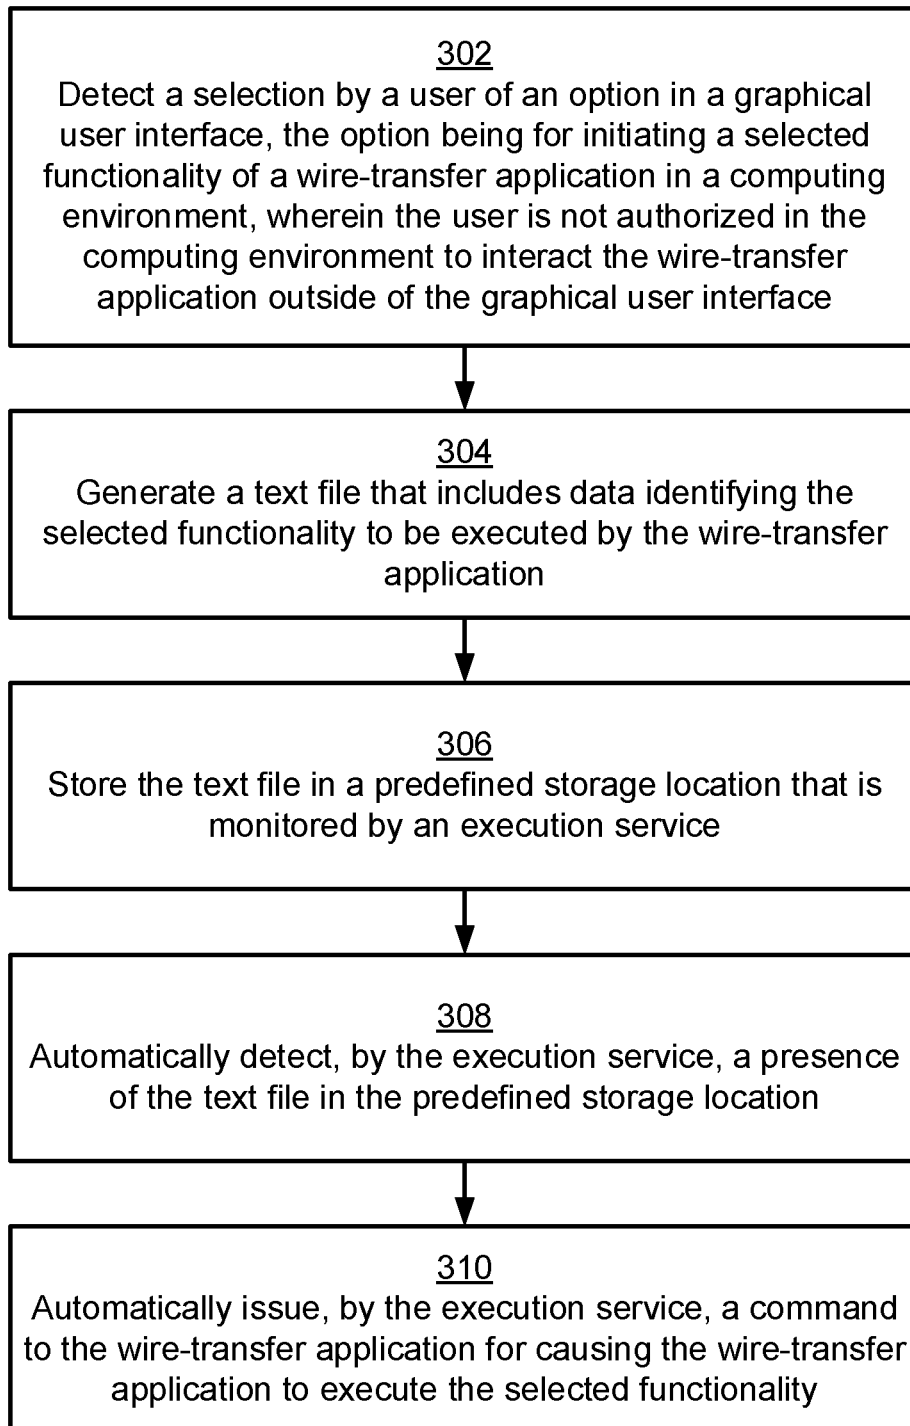 302
Detect a selection by a user of an option in a graphical
user interface, the option being for initiating a selected
functionality of a wire-transfer application in a computing
environment, wherein the user is not authorized in the
computing environment to interact the wire-transfer
application outside of the graphical user interface
304
Generate a text file that includes data identifying the
selected functionality to be executed by the wire-transfer
application
306
Store the text file in a predefined storage location that is
monitored by an execution service
308
Automatically detect, by the execution service, a presence
of the text file in the predefined storage location
310
Automatically issue, by the execution service, a command
to the wire-transfer application for causing the wire-transfer
application to execute the selected functionality